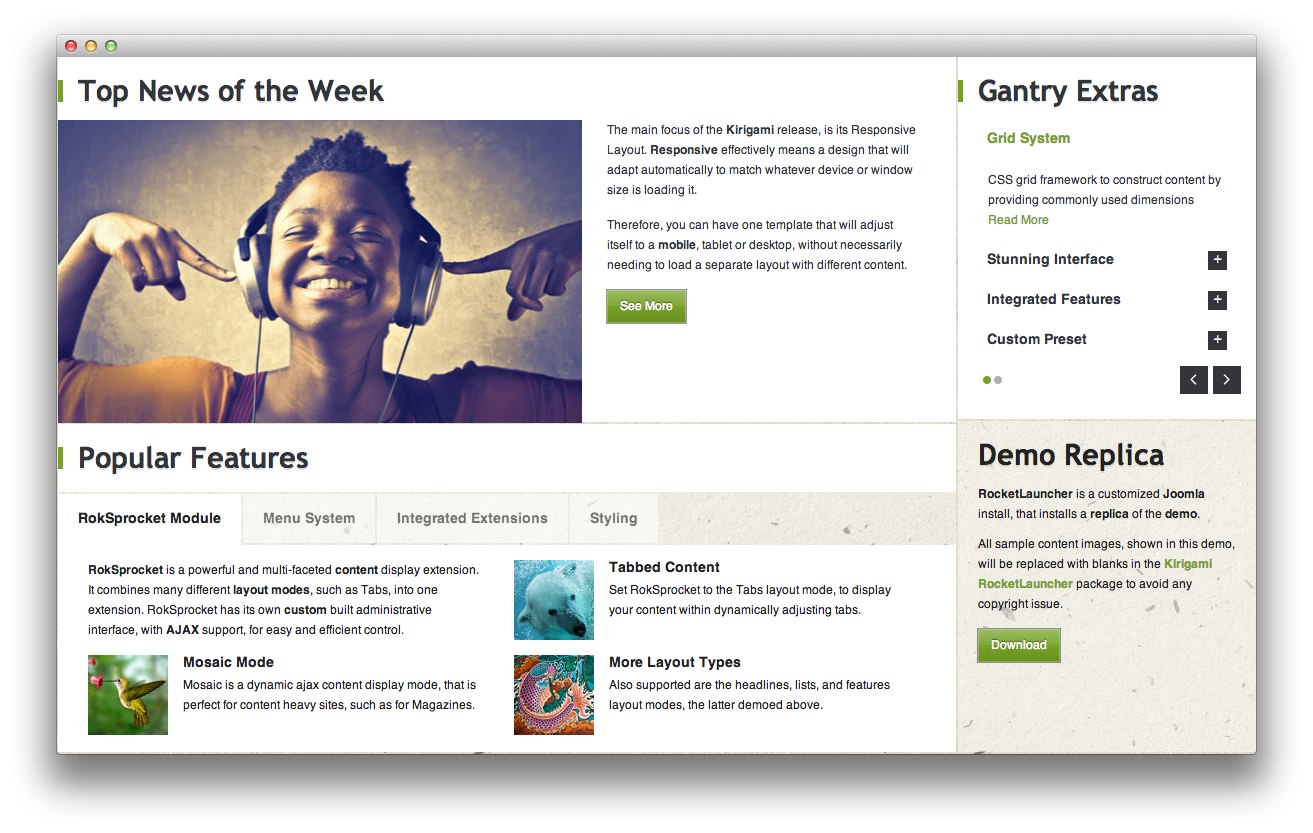 Top News of the Week
The main focus of the Kirigami release, is its Responsive
Layout. Responsive effectively means a design that will
adapt automatically to match whatever device or window
size is loading it.
Therefore, you can have one template that will adjust
itself to a mobile, tablet or desktop, without necessarily
needing to load a separate layout with different content.
See More
Gantry Extras
Grid System
CSS grid framework to construct content by
providing commonly used dimensions
Read More
Stunning Interface
Integrated Features
Custom Preset
Popular Features
RokSprocket Module
Menu System
Integrated Extensions
Styling
RokSprocket is a powerful and multi-faceted content display extension.
It combines many different layout modes, such as Tabs, into one
extension. RokSprocket has its own custom built administrative
interface, with AJAX support, for easy and efficient control.
Tabbed Content
Set RokSprocket to the Tabs layout mode, to display
your content within dynamically adjusting tabs.
Mosaic Mode
Mosaic is a dynamic ajax content display mode, that is
perfect for content heavy sites, such as for Magazines.
More Layout Types
Also supported are the headlines, lists, and features
layout modes, the latter demoed above.
Demo Replica
RocketLauncher is a customized Joomla
install, that installs a replica of the demo.
All sample content images, shown in this demo,
will be replaced with blanks in the Kirigami
RocketLauncher package to avoid any
copyright issue.
Download